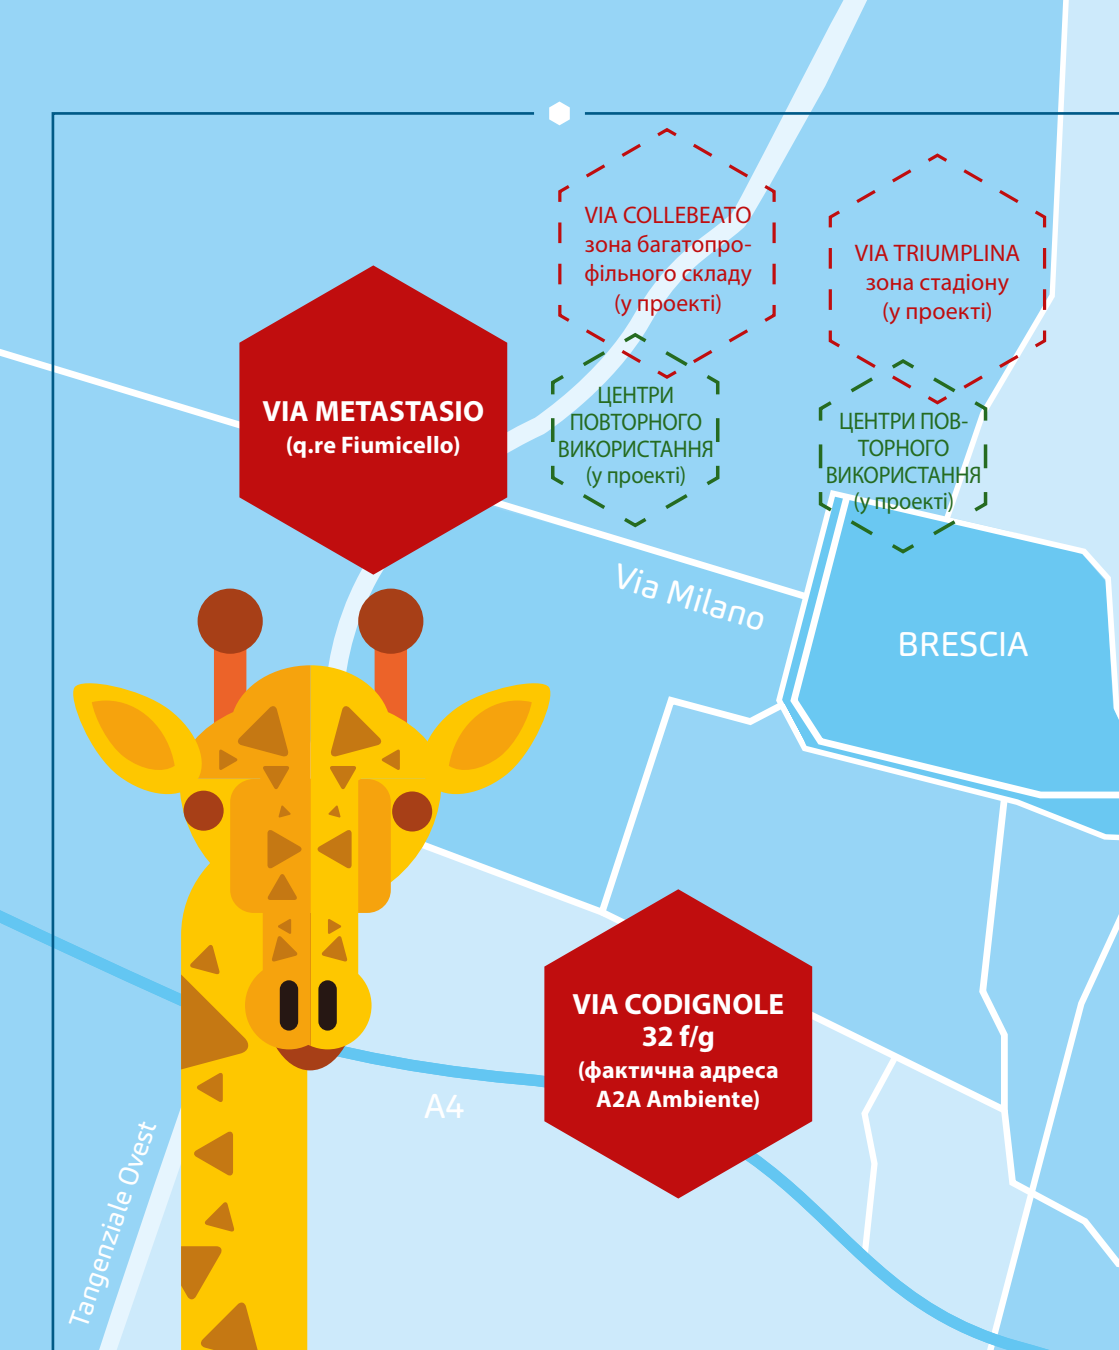 VIA COLLEBEATO
зона багатопро-
фільного складу
(у проекті)
VIA TRIUMPLINA
зона стадіону
(у проекті)
VIA METASTASIO
(q.re Fiumicello)
ЦЕНТРИ
ПОВТОРНОГО
ВИКОРИСТАННЯ
(у проекті)
ЦЕНТРИ ПОВ-
ТОРНОГО
ВИКОРИСТАННЯ
(у проекті)
Via Milano
BRESCIA
VIA CODIGNOLE
32 f/g
(фактична адреса
A2A Ambiente)
A4
Tangenziale Ovest